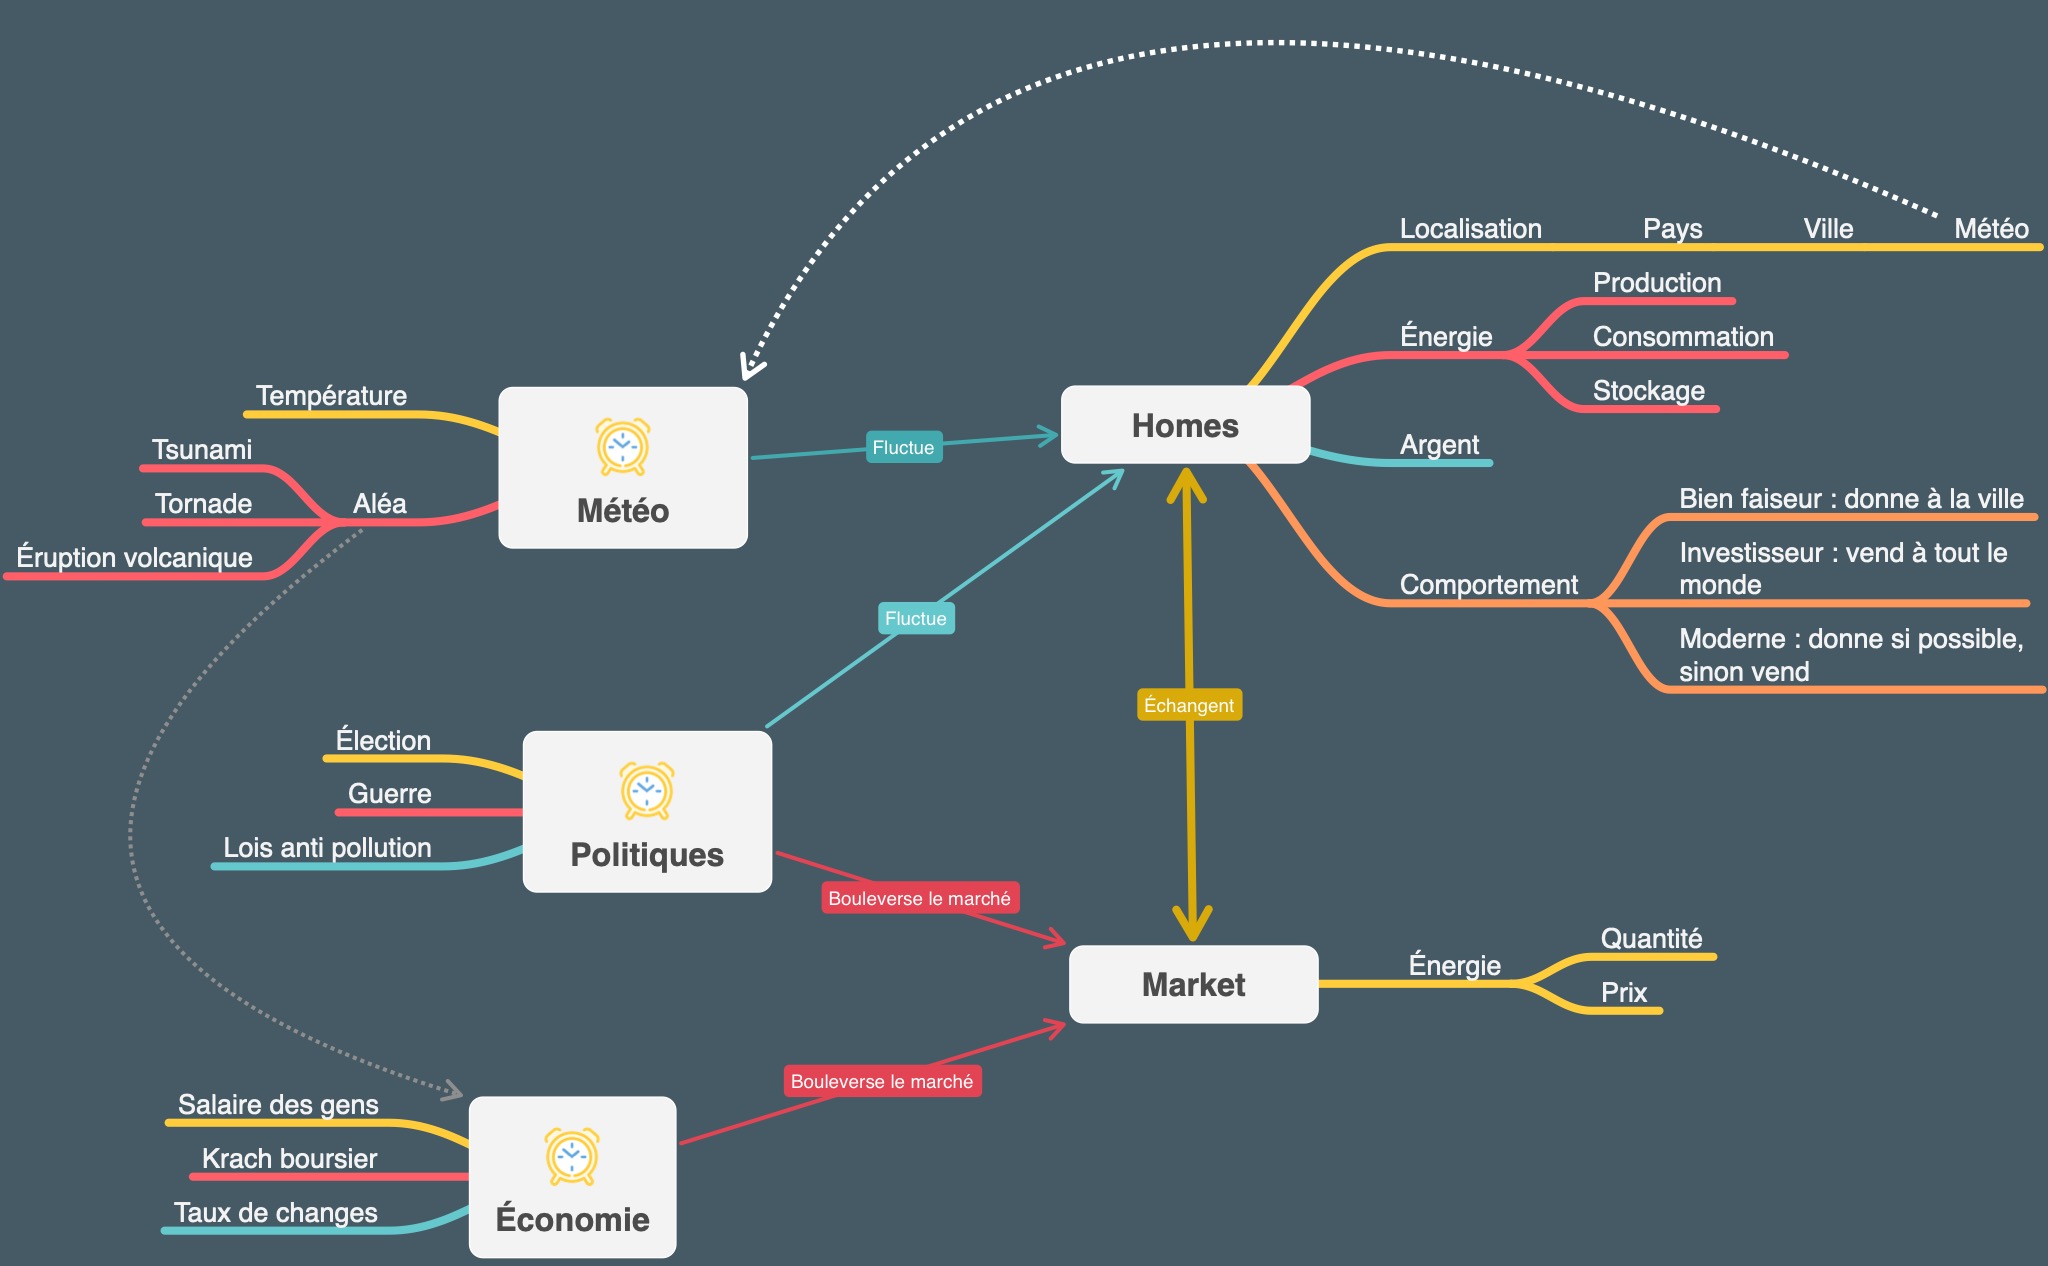 Localisation
Pays
Ville
Météo
Production
Énergie
Consommation
Stockage
Homes
Argent
Bien faiseur : donne à la ville
Investisseur : vend à tout le
monde
Comportement
Moderne : donne si possible,
sinon vend
Température
Tsunami
Tornade
Aléa
Éruption volcanique
Météo
Fluctue
Fluctue
Échangent
Élection
Guerre
Lois anti pollution
Politiques
Bouleverse le marché
Market
Énergie
Quantité
Prix
Bouleverse le marché
Salaire des gens
Krach boursier
Taux de changes
Économie